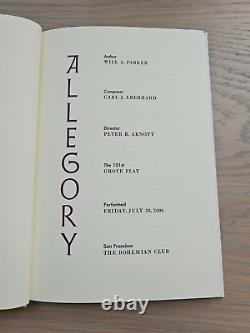 ALLEGORY
Author
WILL A. PARKER
Composer
CARL J. EBERHARD
Director
PETER B. ARNOTT
The 101st
GROVE PLAY
Performed
FRIDAY, JULY 28, 2006
San Francisco
THE BOHEMIAN CLUB